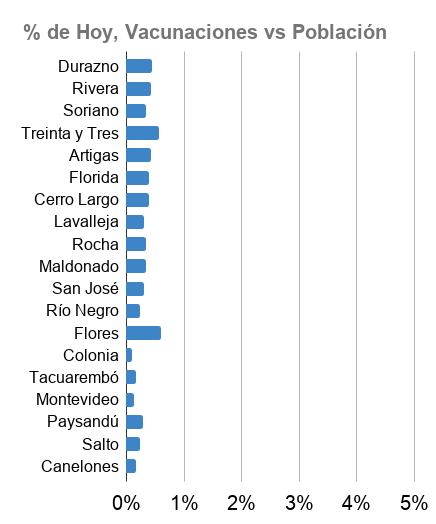 % de Hoy, Vacunaciones vs Población
Durazno
Rivera
Soriano
Treinta y Tres
Artigas
Florida
Cerro Largo
Lavalleja
Rocha
Maldonado
San José
Río Negro
Flores
Colonia
Tacuarembó
Montevideo
Paysandú
Salto
Canelones
0% 1% 2% 3% 4% 5%